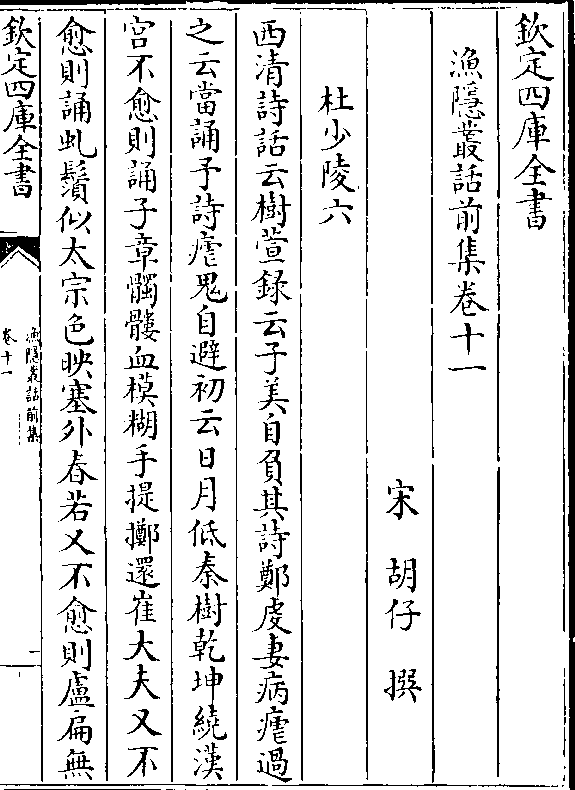 欽定四庫全書
漁隱叢話前集卷十一
宋 胡仔 撰
杜少陵六
西清詩話云樹萱録云子美自負其詩鄭虔妻病瘧過
之云當誦予詩瘧鬼自避初云日月低秦樹乾坤繞漢
宫不愈則誦子章髑髏血模糊手提擲還崔大夫又不
愈則誦虬鬚似太宗色映塞外春若又不愈則盧扁無
欽定四庫全書
漁隱叢話前集
卷十一
一